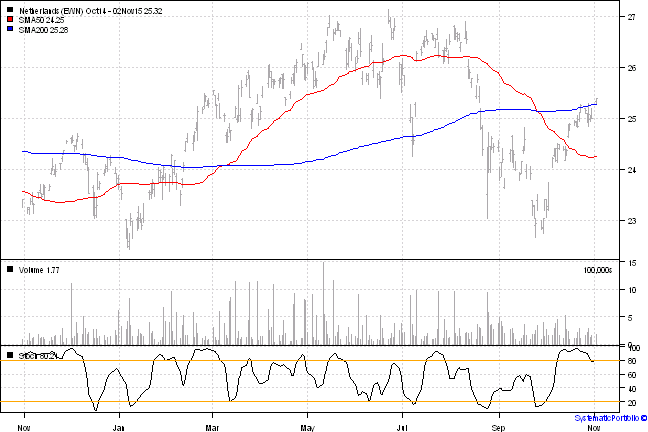 Netherlands (EWN) Oct14 - 02Nov15 25.32
SMA50 24.25
SMA200 25.28
27
26
25
24
23
Volume 1.77
100,000s
15
10
5
0
100
80
60
40
20
Nov
Jan
Mar
May
Jul
Sep
Nov
SystematicPortfolio ©